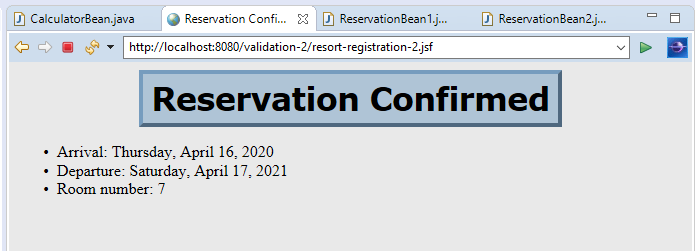 CalculatorBean.java Reservation Confi... ReservationBean1.j... ReservationBean2.j...
http://localhost:8080/validation-2/resort-registration-2.jsf
Reservation Confirmed
• Arrival: Thursday, April 16, 2020
• Departure: Saturday, April 17, 2021
• Room number: 7